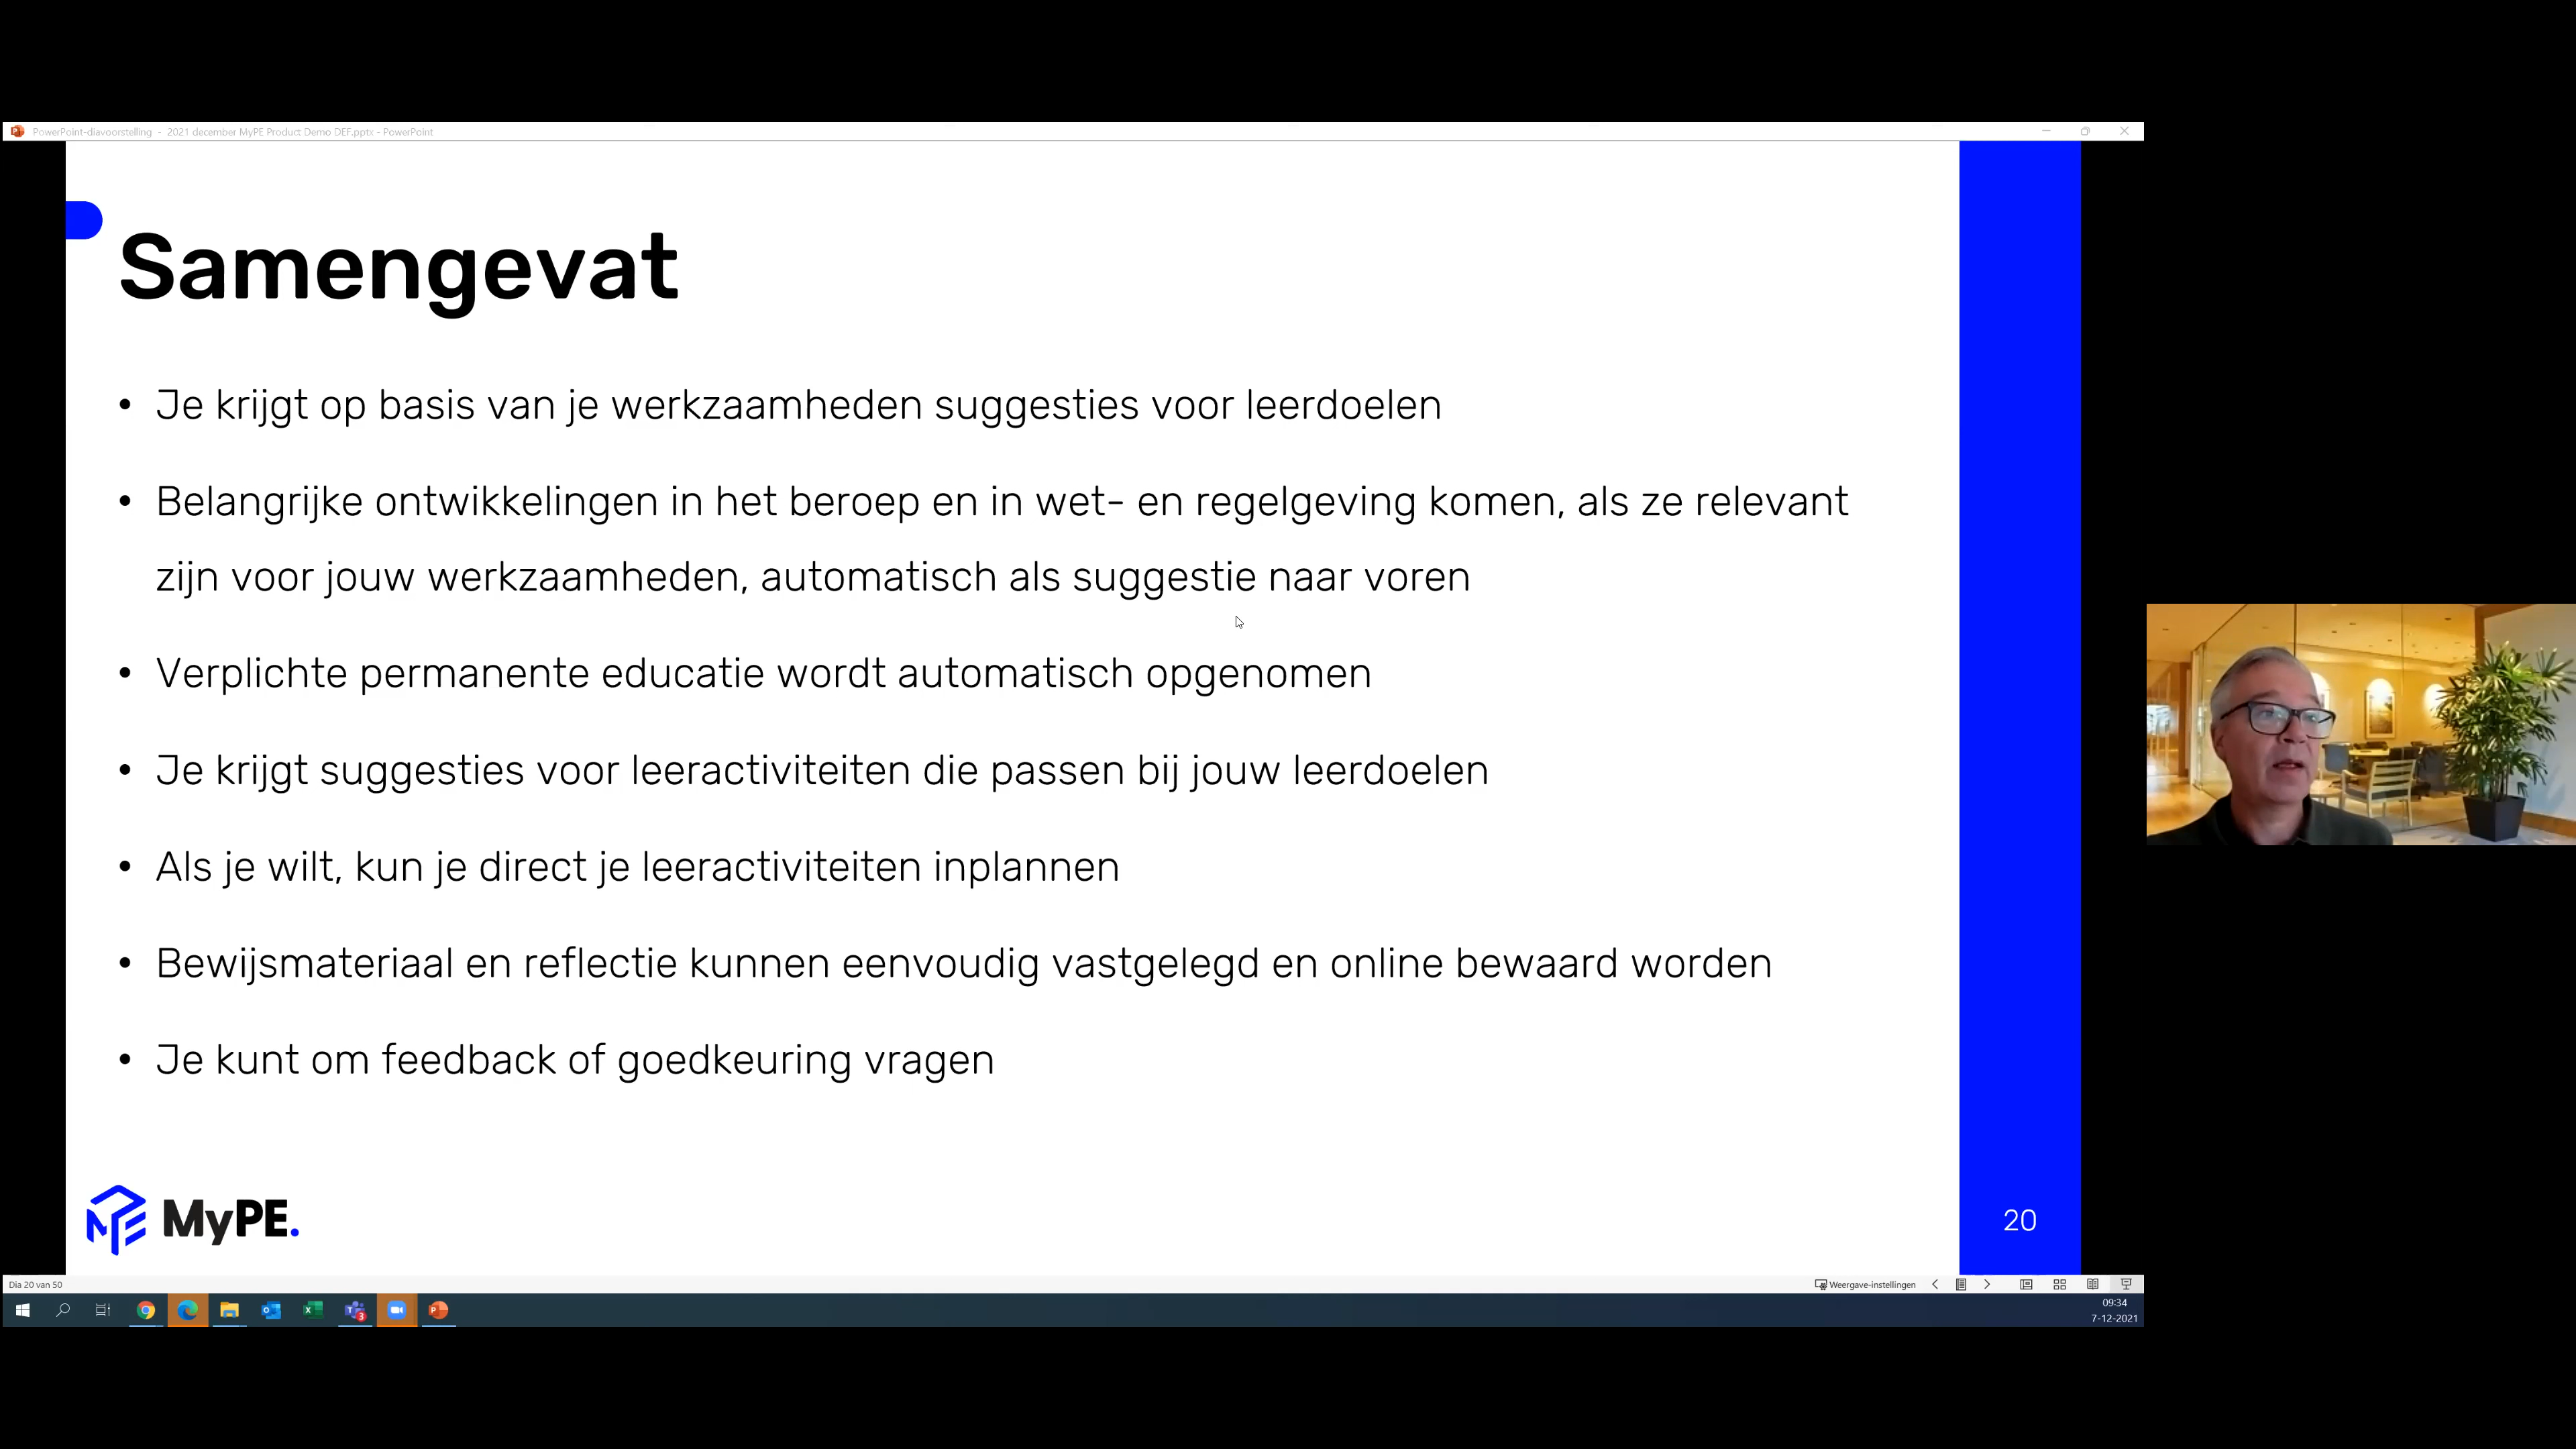 PowerPoint-diavoorstelling - 2021 december MyPE Product Demo DEF.pptx - PowerPoint
Samengevat
• Je krijgt op basis van je werkzaamheden suggesties voor leerdoelen
• Belangrijke ontwikkelingen in het beroep en in wet- en regelgeving komen, als ze relevant
zijn voor jouw werkzaamheden, automatisch als suggestie naar voren
• Verplichte permanente educatie wordt automatisch opgenomen
• Je krijgt suggesties voor leeractiviteiten die passen bij jouw leerdoelen
• Als je wilt, kun je direct je leeractiviteiten inplannen
• Bewijsmateriaal en reflectie kunnen eenvoudig vastgelegd en online bewaard worden
• Je kunt om feedback of goedkeuring vragen
MyPE.
20
Dia 20 van 50
Weergave-instellingen
3
09:34
7-12-2021